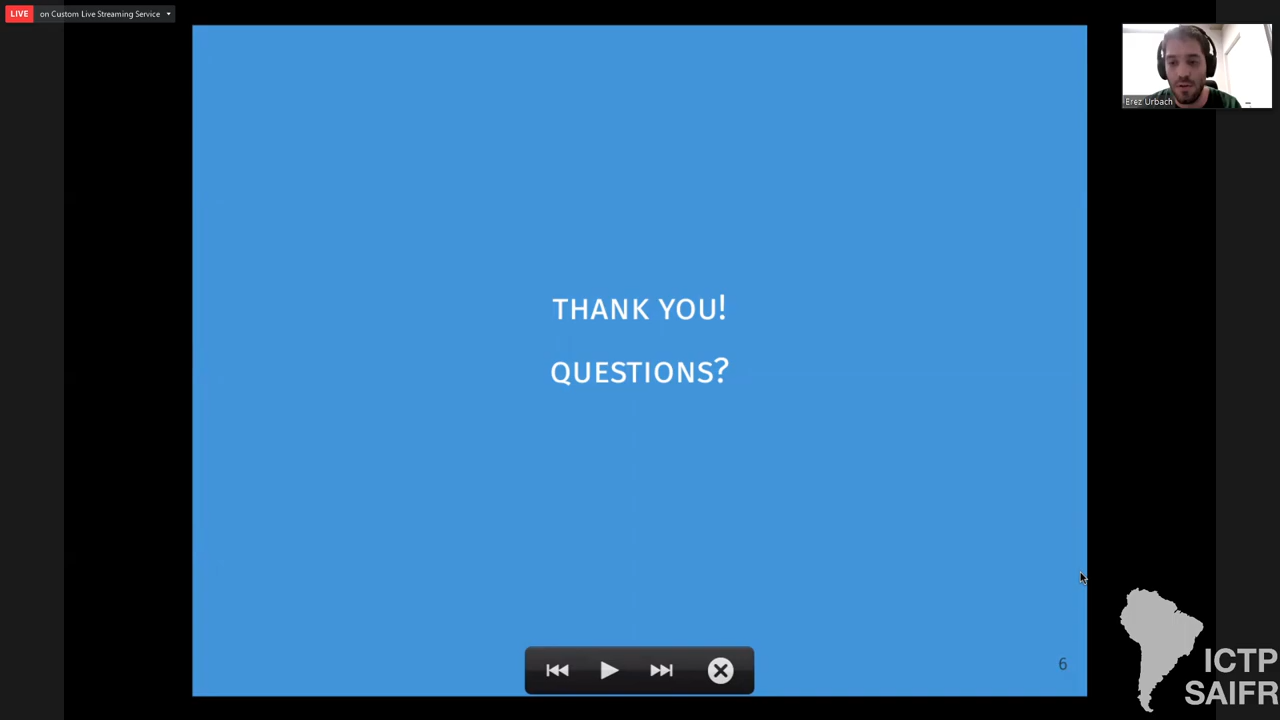 LIVE on Custom Live Streaming Service
Erez Urbach
THANK YOU!
QUESTIONS?
6
ICTP
SAIFR